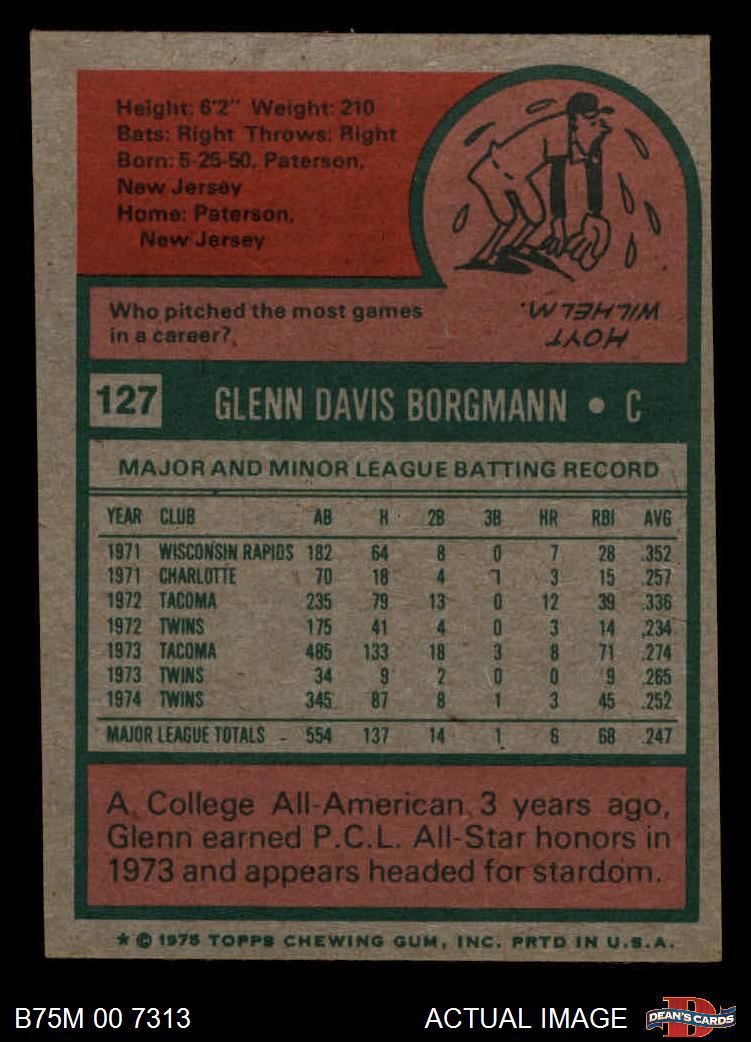 Height: 6'2" Weight: 210
Bats: Right Throws: Right
Born: 5-25-50, Paterson,
New Jersey
Home: Paterson,
New Jersey
Who pitched the most games
in a career?
HOYT
WILHELM.
127 GLENN DAVIS BORGMANN • C
MAJOR AND MINOR LEAGUE BATTING RECORD
YEAR CLUB AB H 2B 3B HR RBI AVG
1971 WISCONSIN RAPIDS 182 64 8 0 7 28 .352
1971 CHARLOTTE 70 18 4 1 3 15 .257
1972 TACOMA 235 79 13 0 12 39 .336
1972 TWINS 175 41 4 0 3 14 .234
1973 TACOMA 485 133 18 3 8 71 .274
1973 TWINS 34 9 2 0 0 9 .265
1974 TWINS 345 87 8 1 3 45 .252
MAJOR LEAGUE TOTALS 554 137 14 1 6 68 .247
A College All-American 3 years ago,
Glenn earned P.C.L. All-Star honors in
1973 and appears headed for stardom.
* © 1975 TOPPS CHEWING GUM, INC. PRTD IN U.S.A.
B75M 00 7313 ACTUAL IMAGE DEAN'S CARDS